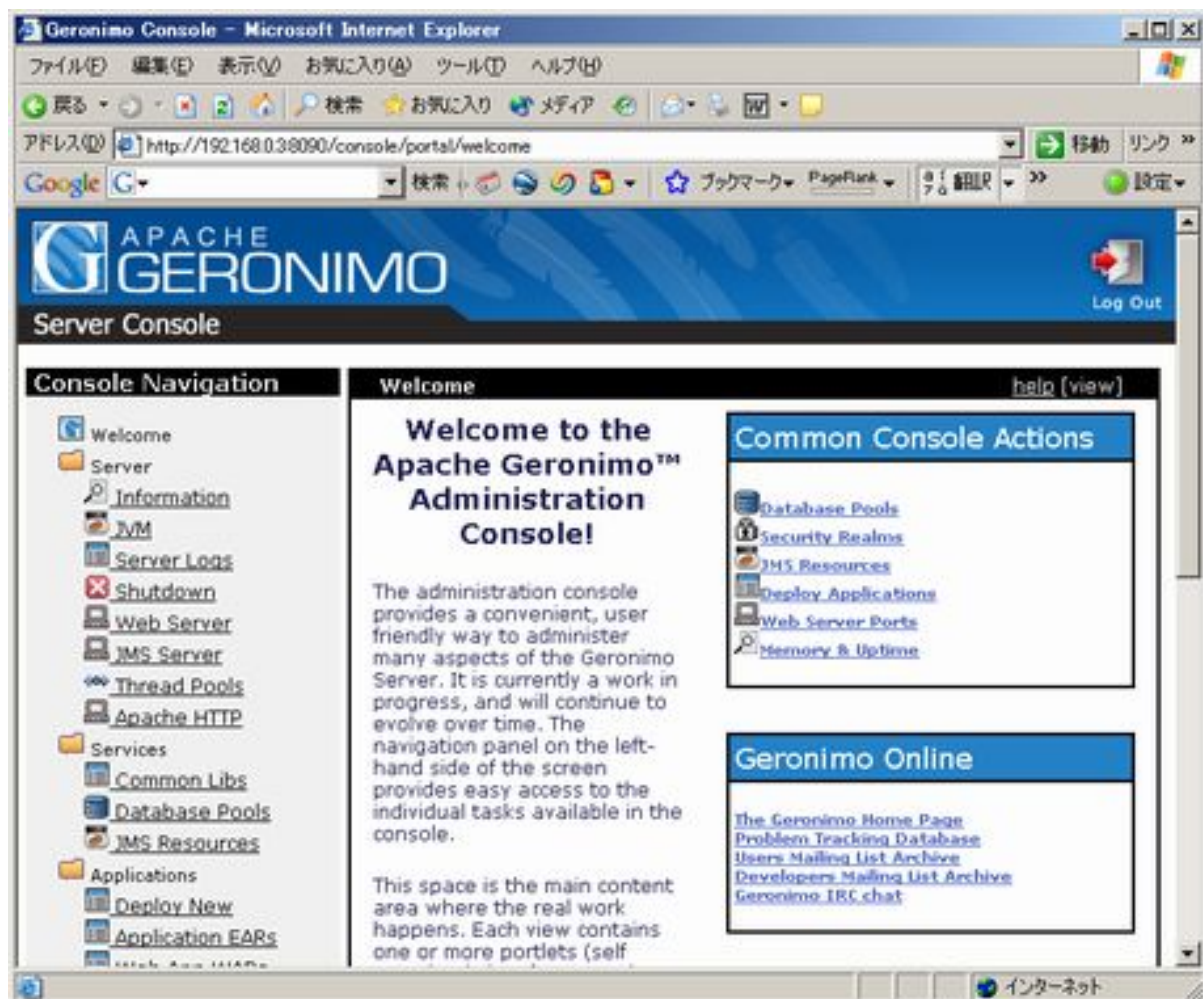 Geronimo Console - Microsoft Internet Explorer
ファイル(F) 編集(E) 表示(V) お気に入り(A) ツール(T) ヘルプ(H)
戻る 検索 お気に入り メディア
アドレス(D) http://192.168.0.3:8090/console/portal/welcome 移動 リンク »
Google G 検索 ブックマーク PageRank 翻訳 » 設定
APACHE
GERONIMO
Log Out
Server Console
Console Navigation
Welcome
Server
Information
JVM
Server Logs
Shutdown
Web Server
JMS Server
Thread Pools
Apache HTTP
Services
Common Libs
Database Pools
JMS Resources
Applications
Deploy New
Application EARs
Web App WARs
Welcome help [view]
Welcome to the
Apache Geronimo™
Administration
Console!
The administration console
provides a convenient, user
friendly way to administer
many aspects of the Geronimo
Server. It is currently a work in
progress, and will continue to
evolve over time. The
navigation panel on the left-
hand side of the screen
provides easy access to the
individual tasks available in the
console.
This space is the main content
area where the real work
happens. Each view contains
one or more portlets (self
Common Console Actions
Database Pools
Security Realms
JMS Resources
Deploy Applications
Web Server Ports
Memory & Uptime
Geronimo Online
The Geronimo Home Page
Problem Tracking Database
Users Mailing List Archive
Developers Mailing List Archive
Geronimo IRC chat
インターネット